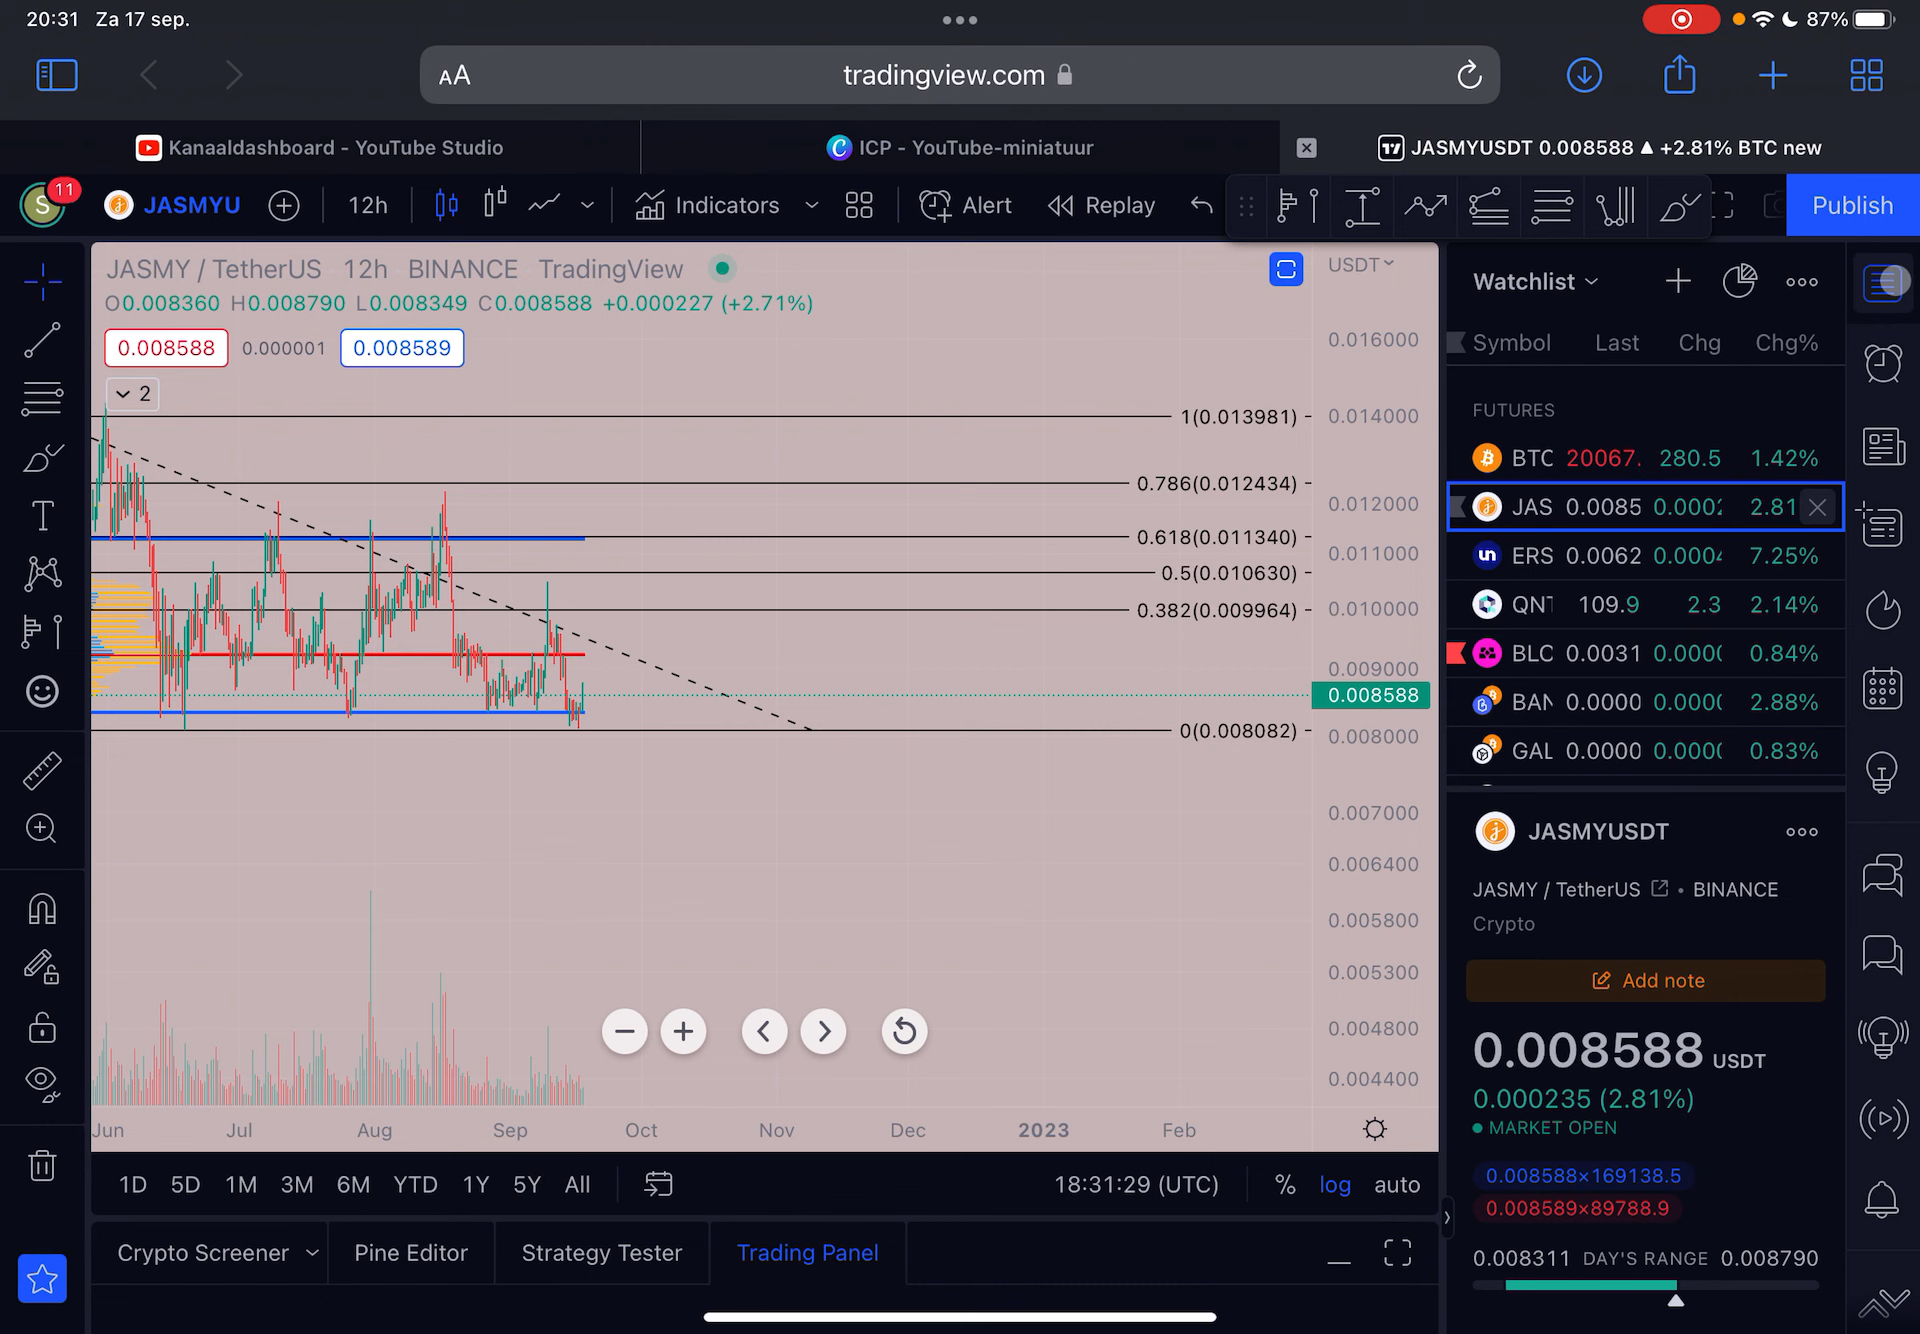 20:31 Za 17 sep.
87%
AA tradingview.com
Kanaaldashboard - YouTube Studio
ICP - YouTube-miniatuur
JASMYUSDT 0.008588 ▲ +2.81% BTC new
S 11 JASMYU 12h Indicators Alert Replay Publish
JASMY / TetherUS 12h BINANCE TradingView
O0.008360 H0.008790 L0.008349 C0.008588 +0.000227 (+2.71%)
0.008588 0.000001 0.008589
2
USDT
0.016000
0.014000
0.012000
0.011000
0.010000
0.009000
0.008588
0.008000
0.007000
0.006400
0.005800
0.005300
0.004800
0.004400
1(0.013981)
0.786(0.012434)
0.618(0.011340)
0.5(0.010630)
0.382(0.009964)
0(0.008082)
Jun Jul Aug Sep Oct Nov Dec 2023 Feb
1D 5D 1M 3M 6M YTD 1Y 5Y All
18:31:29 (UTC) % log auto
Crypto Screener Pine Editor Strategy Tester Trading Panel
Watchlist
Symbol Last Chg Chg%
FUTURES
BTC 20067. 280.5 1.42%
JAS 0.0085 0.0002 2.81
ERS 0.0062 0.0004 7.25%
QNT 109.9 2.3 2.14%
BLC 0.0031 0.000( 0.84%
BAN 0.0000 0.000( 2.88%
GAL 0.0000 0.000( 0.83%
JASMYUSDT
JASMY / TetherUS • BINANCE
Crypto
Add note
0.008588 USDT
0.000235 (2.81%)
MARKET OPEN
0.008588×169138.5
0.008589×89788.9
0.008311 DAY'S RANGE 0.008790